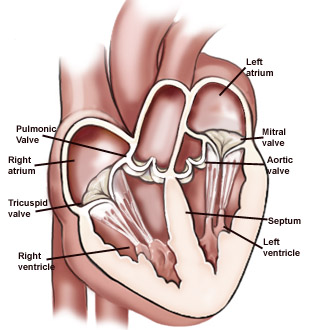 Left
atrium
Pulmonic
Valve
Mitral
valve
Right
atrium
Aortic
valve
Tricuspid
valve
Septum
Right
ventricle
Left
ventricle